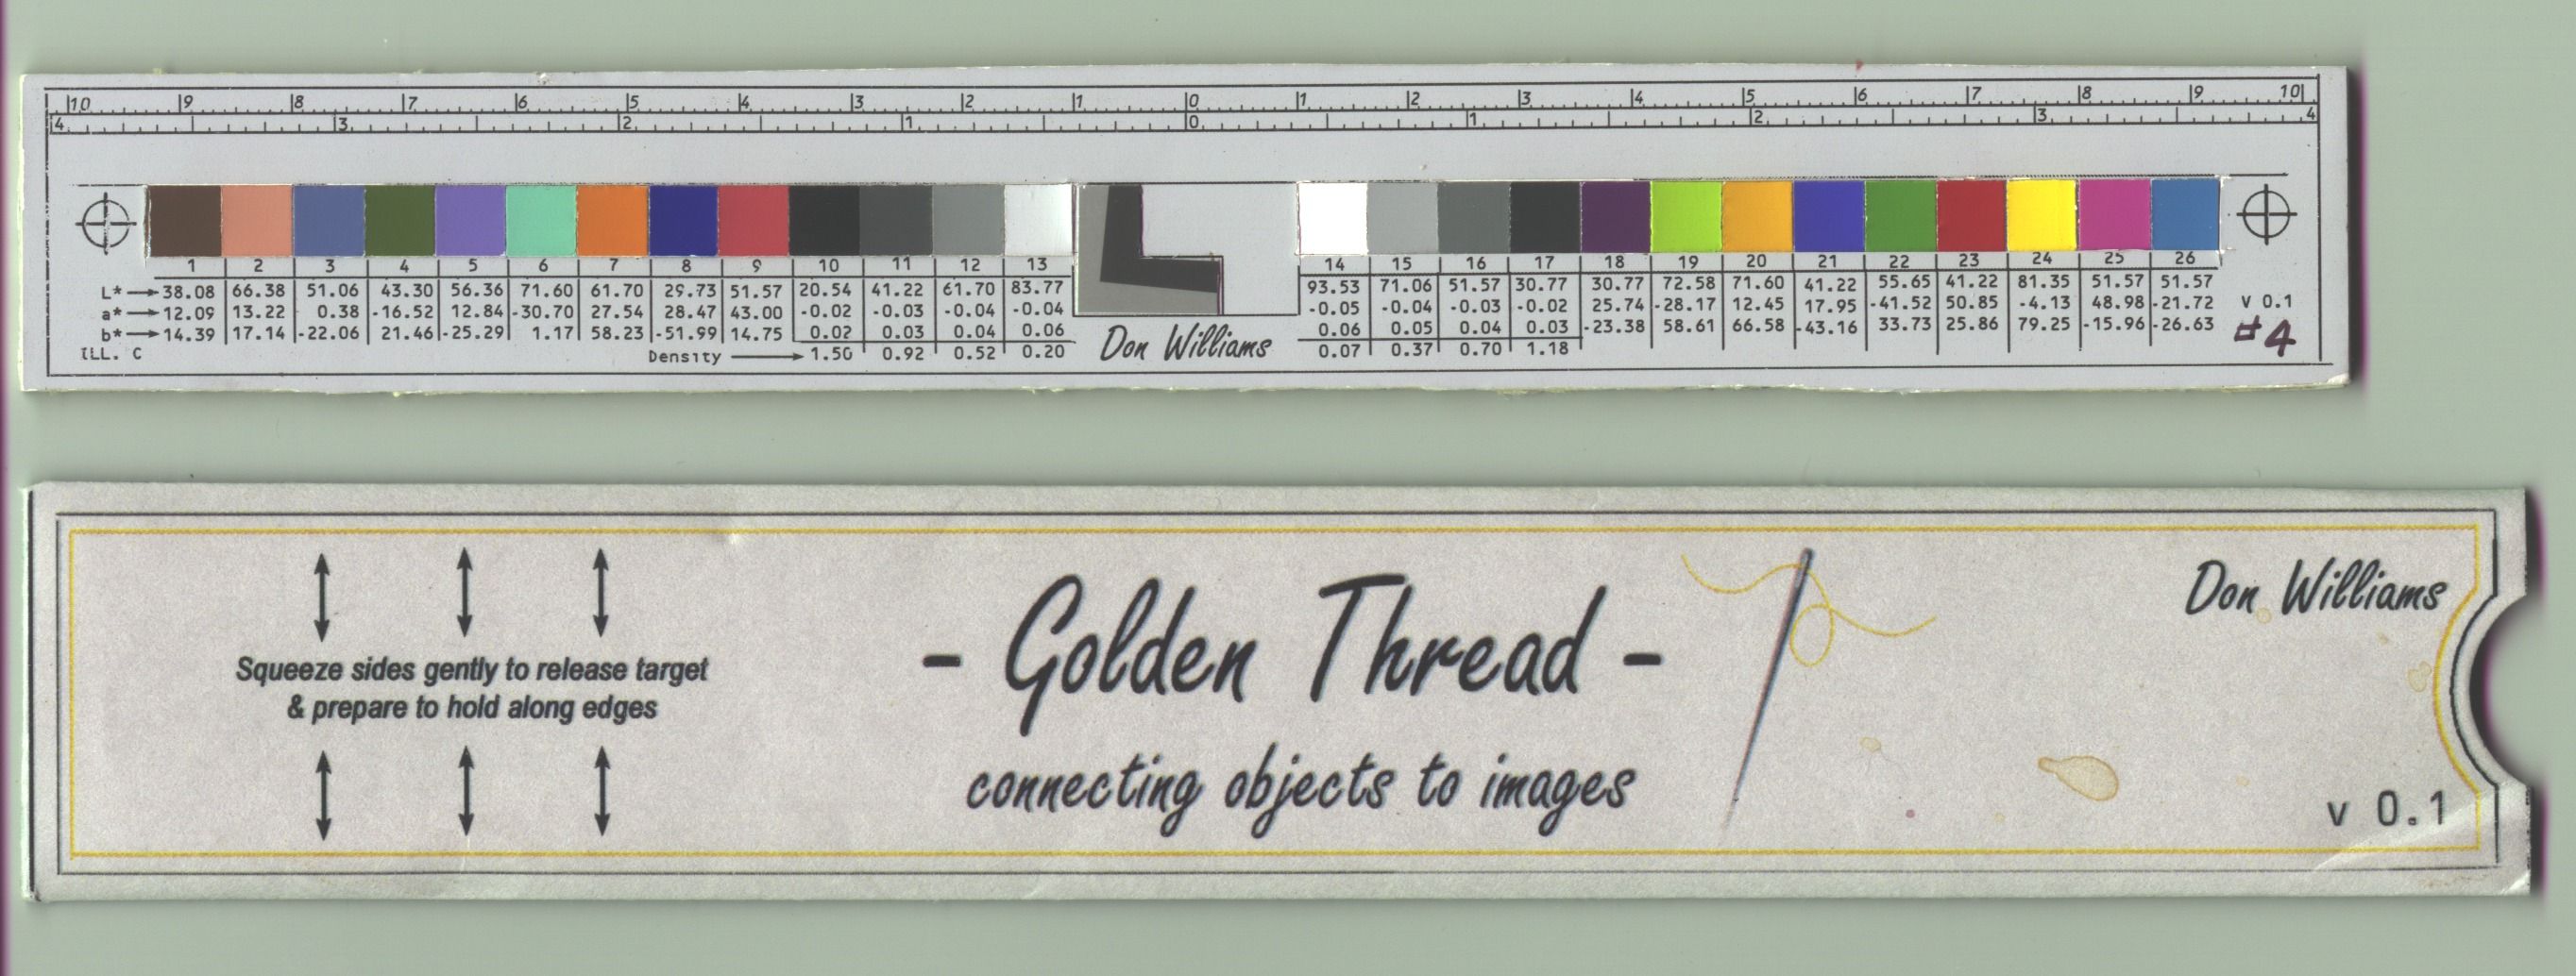 10 9 8 7 6 5 4 3 2 1 0 1 2 3 4 5 6 7 8 9 10
4 3 2 1 0 1 2 3 4
1 2 3 4 5 6 7 8 9 10 11 12 13 14 15 16 17 18 19 20 21 22 23 24 25 26
L* 38.08 66.38 51.06 43.30 56.36 71.60 61.70 29.73 51.57 20.54 41.22 61.70 83.77 93.53 71.06 51.57 30.77 30.77 72.58 71.60 41.22 55.65 41.22 81.35 51.57 51.57
a* 12.09 13.22 0.38 -16.52 12.84 -30.70 27.54 28.47 43.00 -0.02 -0.03 -0.04 -0.04 -0.05 -0.04 -0.03 -0.02 25.74 -28.17 12.45 17.95 -41.52 50.85 -4.13 48.98 -21.72 v 0.1
b* 14.39 17.14 -22.06 21.46 -25.29 1.17 58.23 -51.99 14.75 0.02 0.03 0.04 0.06 0.06 0.05 0.04 0.03 -23.38 58.61 66.58 -43.16 33.73 25.86 79.25 -15.96 -26.63 #4
ILL. C Density 1.50 0.92 0.52 0.20 Don Williams 0.07 0.37 0.70 1.18
Don Williams
Squeeze sides gently to release target
& prepare to hold along edges
- Golden Thread -
connecting objects to images
v 0.1